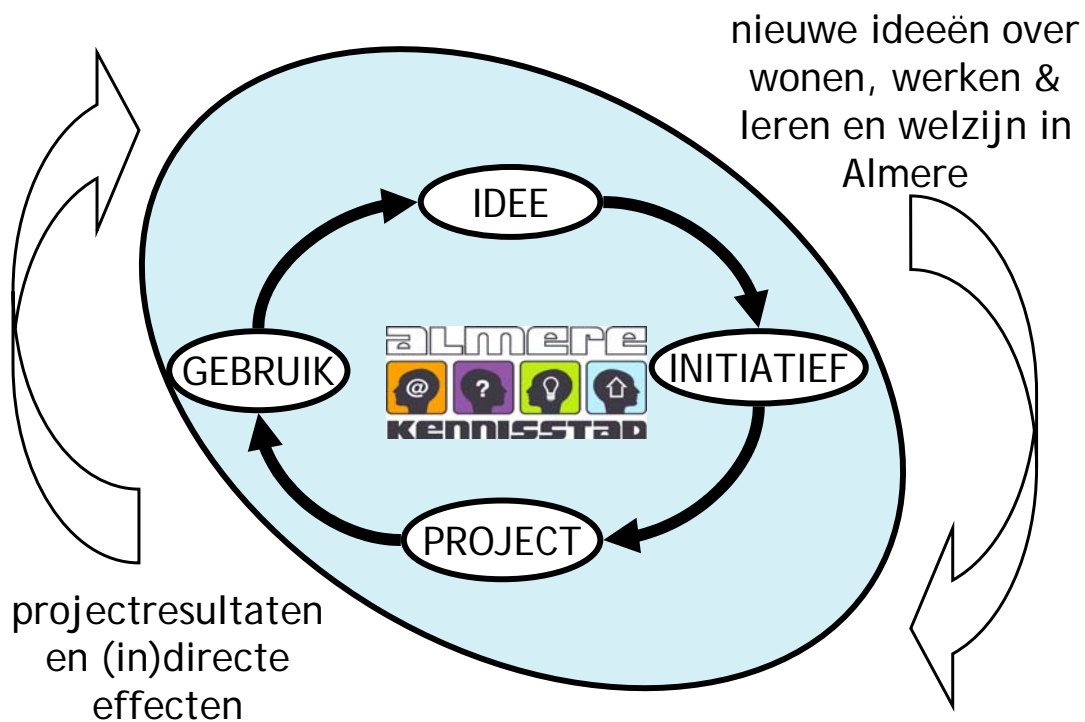 nieuwe ideeën over
wonen, werken &
leren en welzijn in
Almere
IDEE
GEBRUIK
INITIATIEF
ALMERE
@ ?
KENNISSTAD
PROJECT
projectresultaten
en (in)directe
effecten